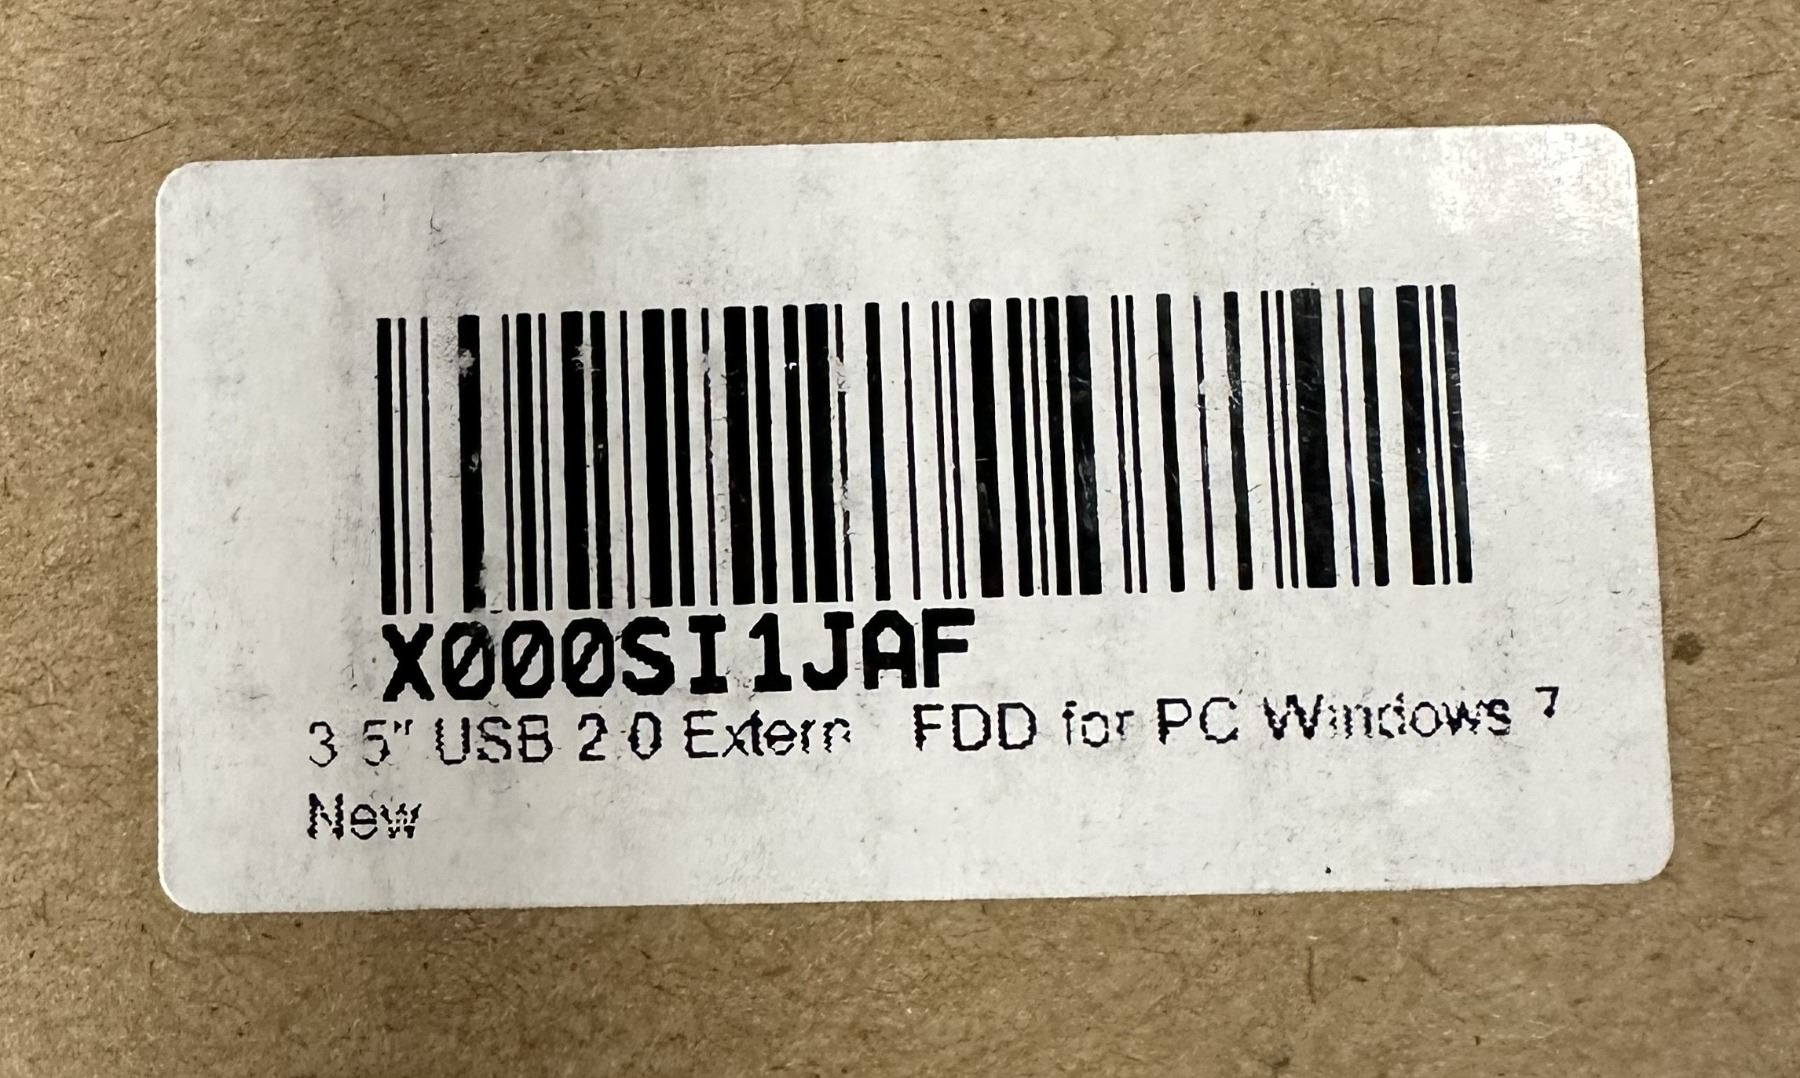 X000SI1JAF
3 5" USB 2 0 Extern FDD for PC Windows 7
New